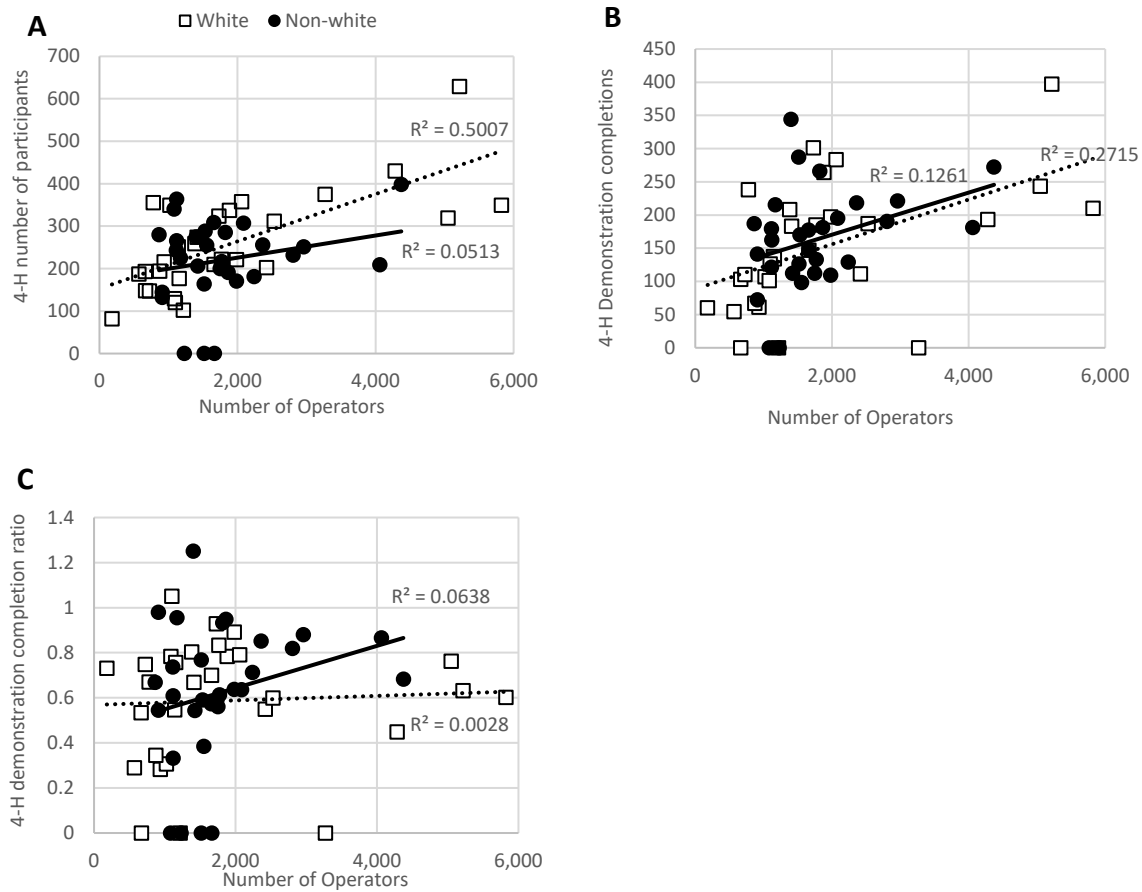 A
White Non-white
700
600
500
400
300
200
100
0
0 2,000 4,000 6,000
4-H number of participants
Number of Operators
R² = 0.5007
R² = 0.0513
B
450
400
350
300
250
200
150
100
50
0
0 2,000 4,000 6,000
4-H Demonstration completions
Number of Operators
R² = 0.1261
R² = 0.2715
C
1.4
1.2
1
0.8
0.6
0.4
0.2
0
0 2,000 4,000 6,000
4-H demonstration completion ratio
Number of Operators
R² = 0.0638
R² = 0.0028